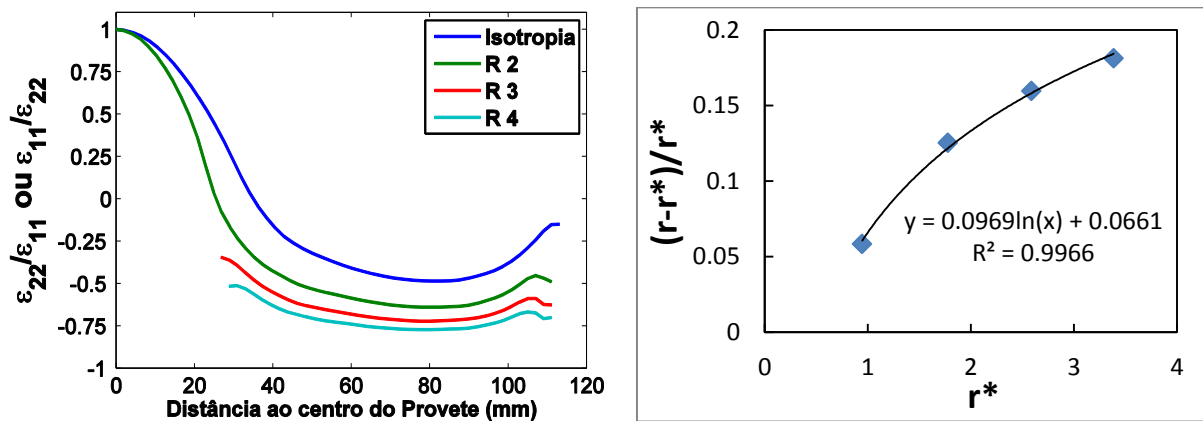 ε22/ε11 ou ε11/ε22
1
0.75
0.5
0.25
0
-0.25
-0.5
-0.75
-1
Isotropia
R 2
R 3
R 4
0 20 40 60 80 100 120
Distância ao centro do Provete (mm)
(r-r*)/r*
0.2
0.15
0.1
0.05
0
y = 0.0969ln(x) + 0.0661
R² = 0.9966
0 1 2 3 4
r*